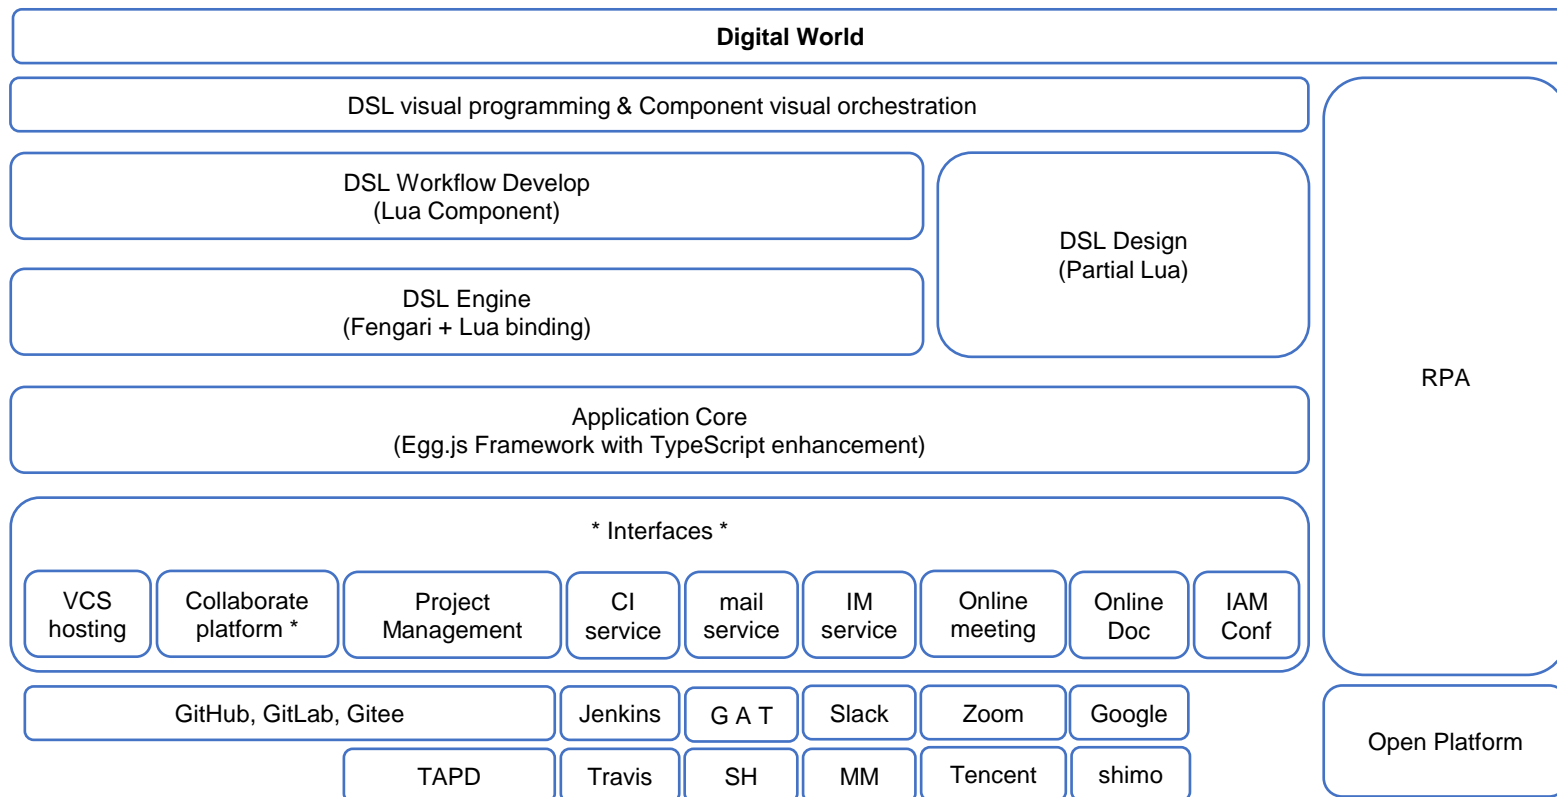 Digital World
DSL visual programming & Component visual orchestration
DSL Workflow Develop
(Lua Component)
DSL Design
(Partial Lua)
DSL Engine
(Fengari + Lua binding)
RPA
Application Core
(Egg.js Framework with TypeScript enhancement)
* Interfaces *
VCS
hosting
Collaborate
platform *
Project
Management
CI
service
mail
service
IM
service
Online
meeting
Online
Doc
IAM
Conf
GitHub, GitLab, Gitee
Jenkins
G A T
Slack
Zoom
Google
Open Platform
TAPD
Travis
SH
MM
Tencent
shimo